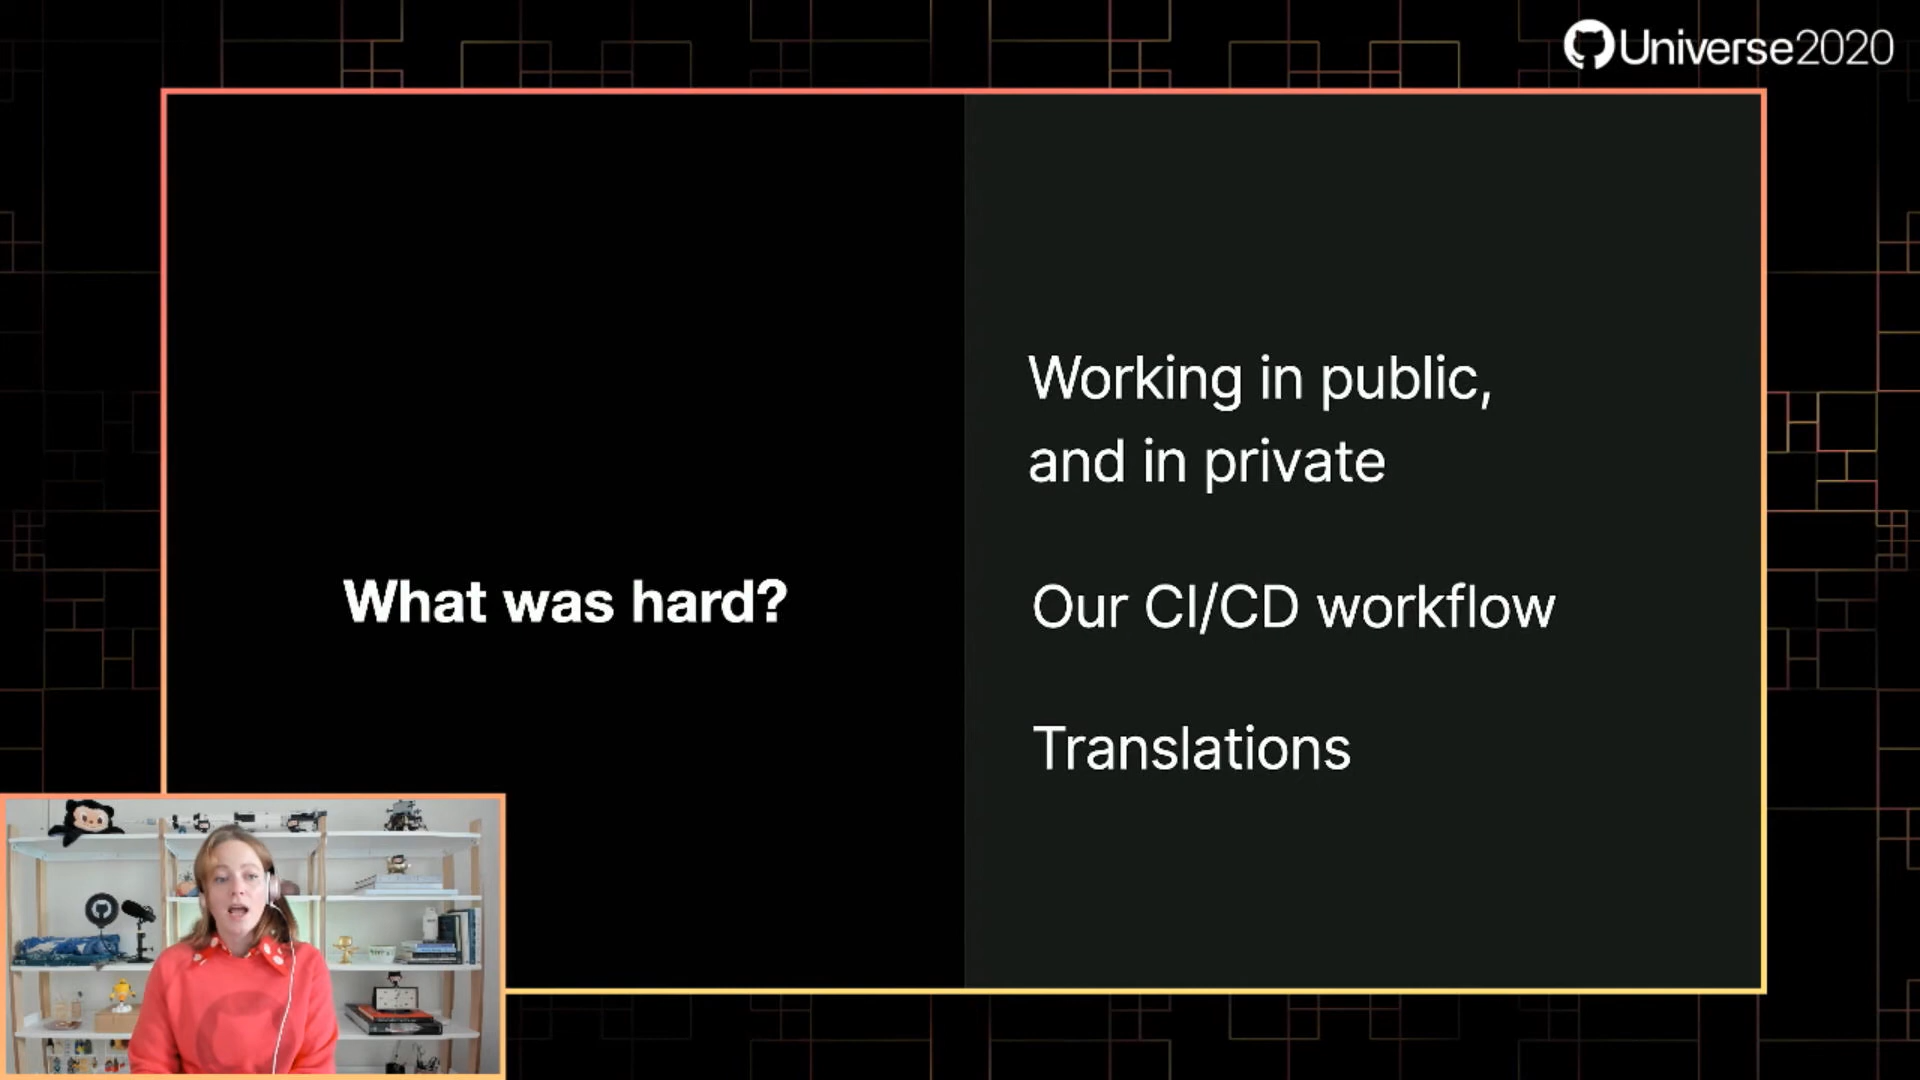 Universe2020
What was hard?
Working in public,
and in private
Our CI/CD workflow
Translations